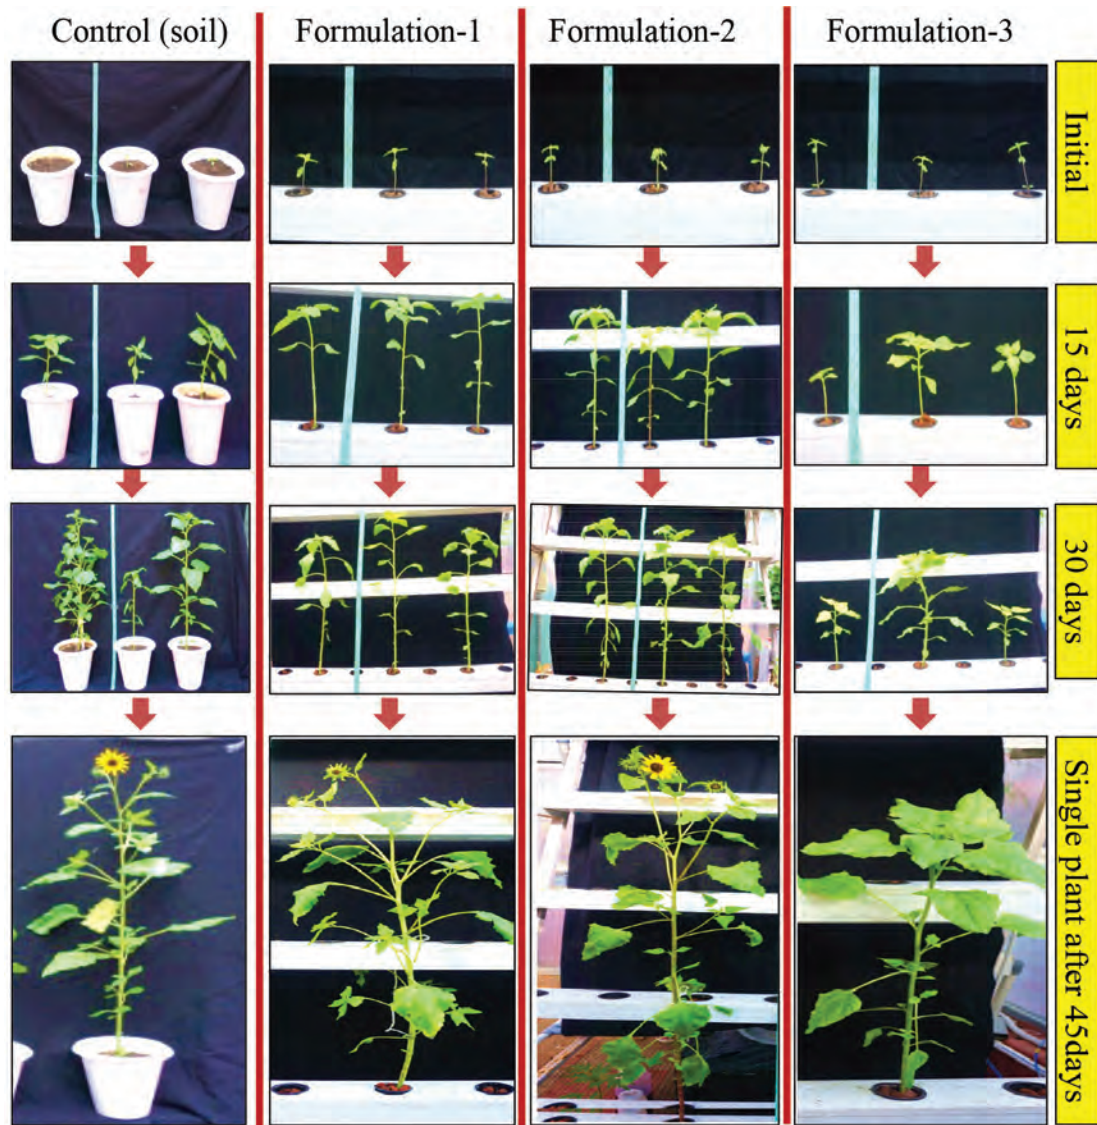 Control (soil)
Formulation-1
Formulation-2
Formulation-3
Initial
15 days
30 days
Single plant after 45days